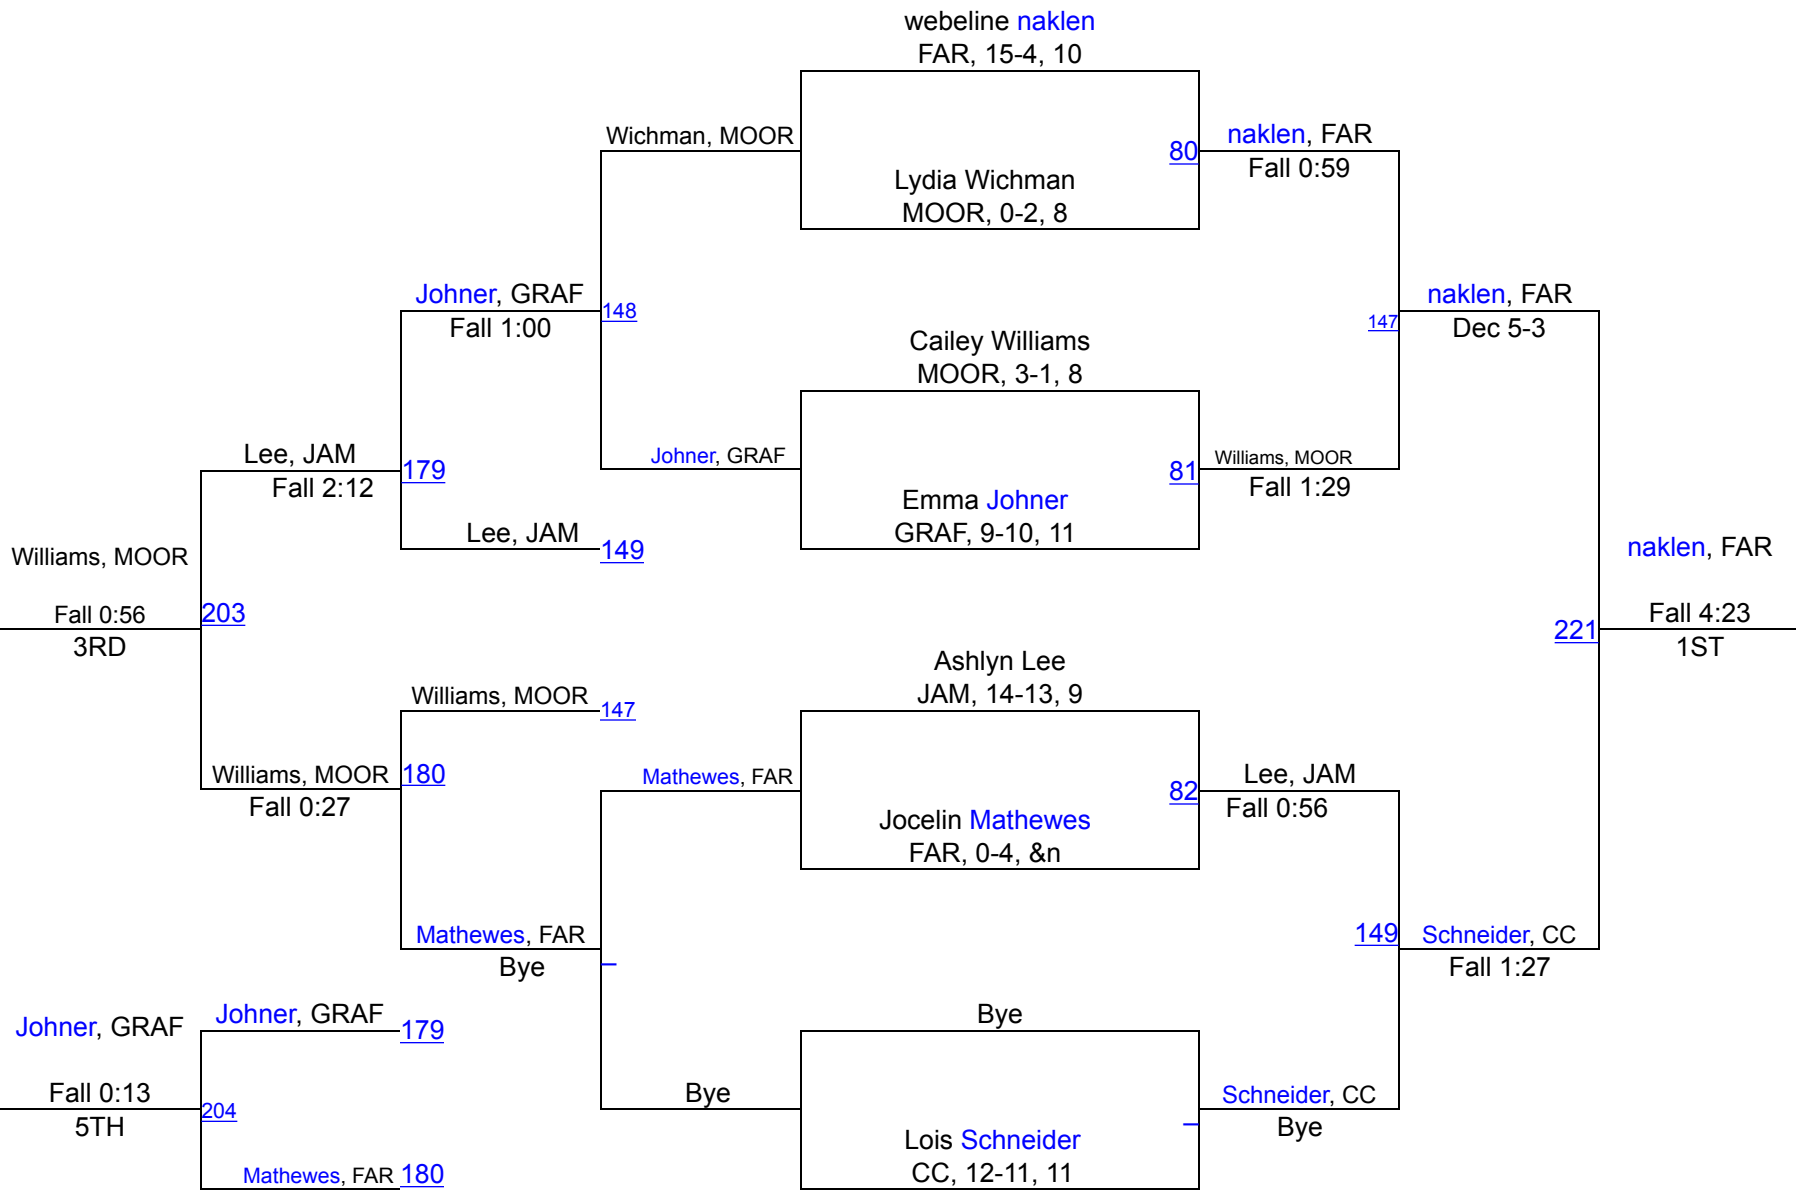 webeline naklen
FAR, 15-4, 10
Wichman, MOOR
80
naklen, FAR
Fall 0:59
Lydia Wichman
MOOR, 0-2, 8
Johner, GRAF
Fall 1:00
148
147
naklen, FAR
Dec 5-3
Cailey Williams
MOOR, 3-1, 8
Lee, JAM
Fall 2:12
179
Johner, GRAF
81
Williams, MOOR
Fall 1:29
Emma Johner
GRAF, 9-10, 11
Lee, JAM
149
Williams, MOOR
Fall 0:56
3RD
203
naklen, FAR
221
Fall 4:23
1ST
Ashlyn Lee
JAM, 14-13, 9
Williams, MOOR
147
Williams, MOOR
Fall 0:27
180
Mathewes, FAR
82
Lee, JAM
Fall 0:56
Jocelin Mathewes
FAR, 0-4, &n
Mathewes, FAR
Bye
149
Schneider, CC
Fall 1:27
Johner, GRAF
Johner, GRAF
179
Bye
Fall 0:13
5TH
204
Bye
Schneider, CC
Bye
Lois Schneider
CC, 12-11, 11
Mathewes, FAR
180